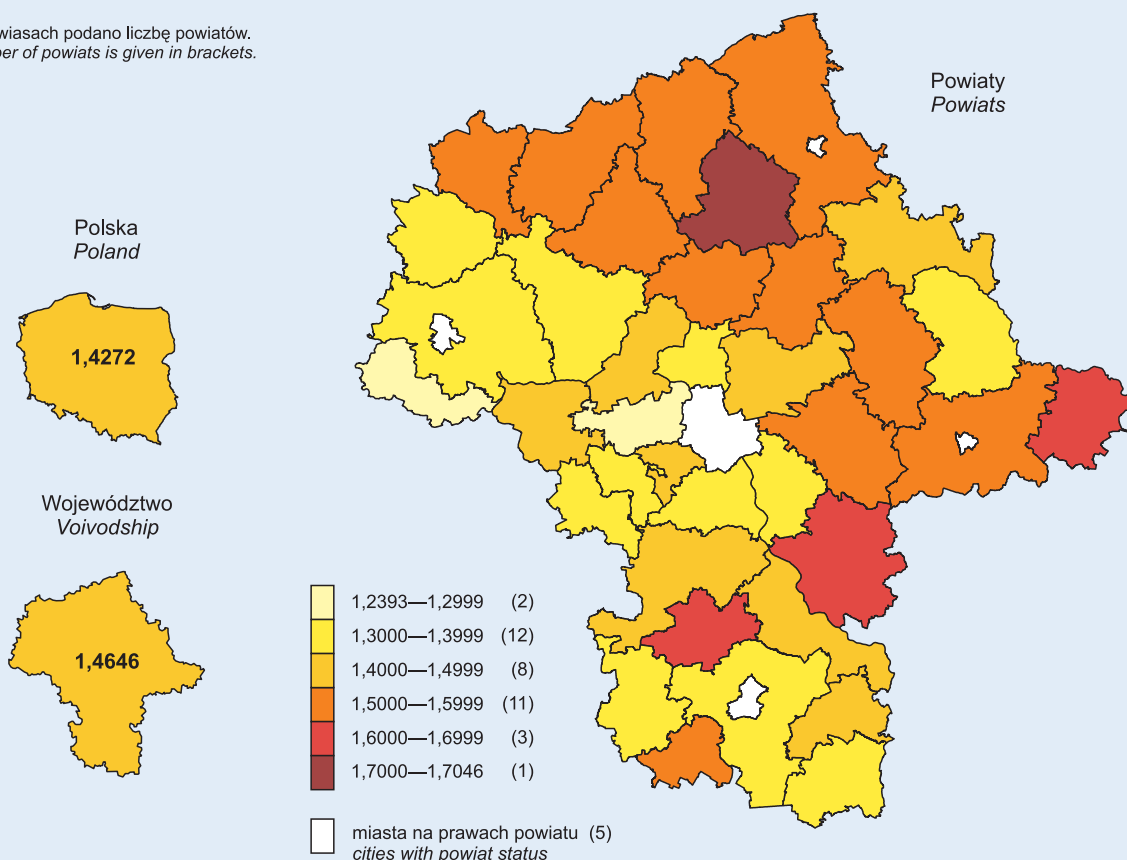 podano liczbę powiatów.
of powiats is given in brackets.
Powiaty
Powiats
Polska
Poland
1,4272
Województwo
Voivodship
1,4646
1,2393—1,2999 (2)
1,3000—1,3999 (12)
1,4000—1,4999 (8)
1,5000—1,5999 (11)
1,6000—1,6999 (3)
1,7000—1,7046 (1)
miasta na prawach powiatu (5)
cities with powiat status